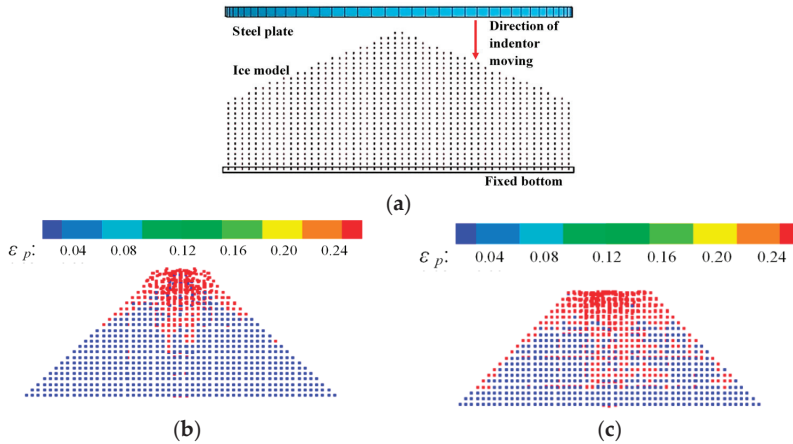 Steel plate
Direction of
indentor
moving
Ice model
Fixed bottom
(a)
ε p: 0.04 0.08 0.12 0.16 0.20 0.24
ε p: 0.04 0.08 0.12 0.16 0.20 0.24
(b)
(c)